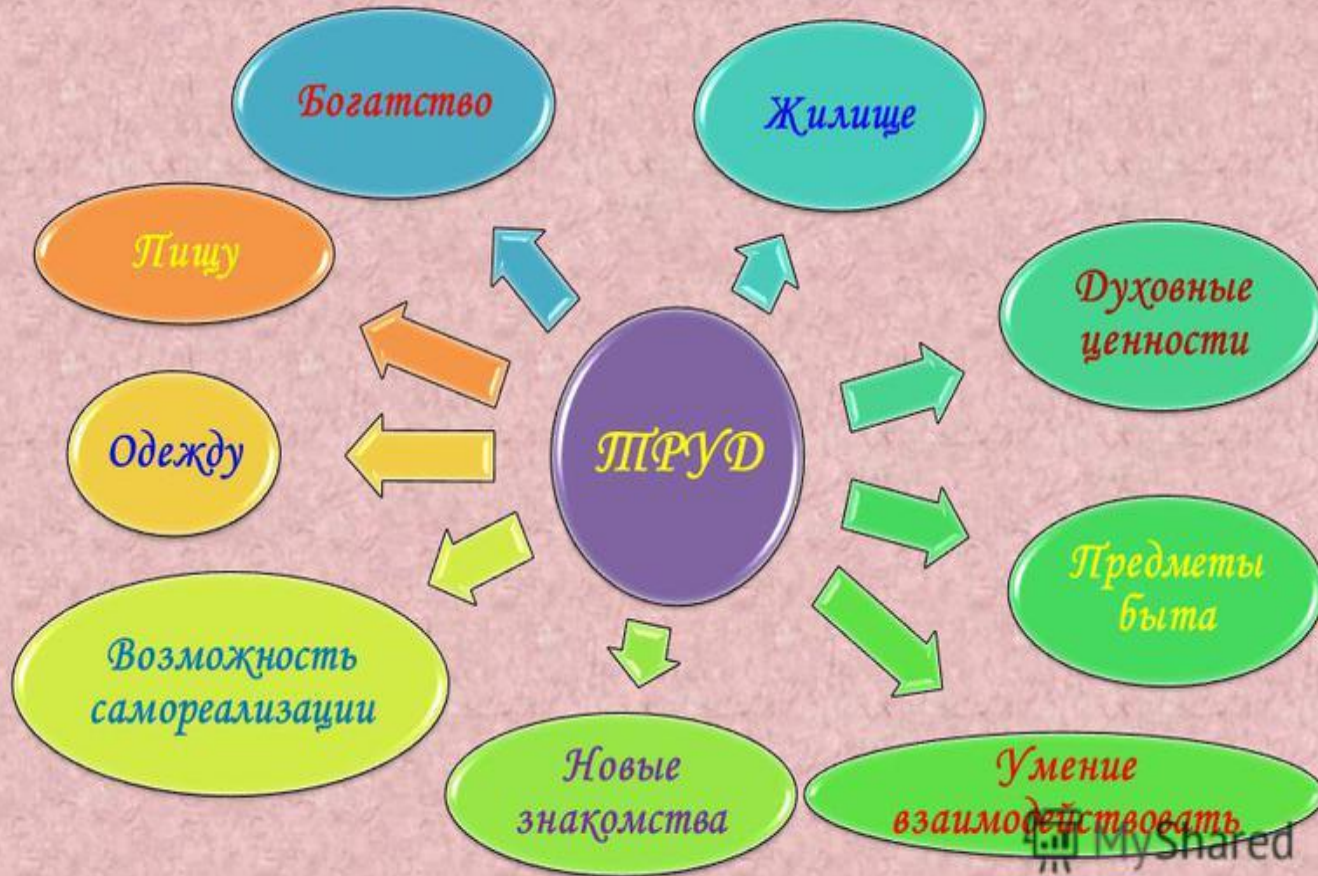 Богатство
Жилище
Пищу
Духовные
ценности
Одежду
ТРУД
Предметы
быта
Возможность
самореализации
Новые
знакомства
Умение
взаимодействовать
MyShared